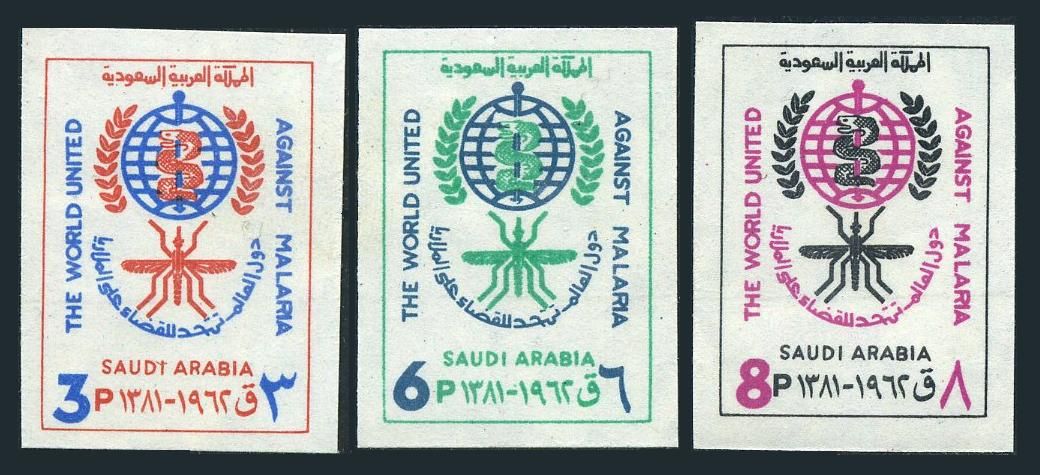 المملكة العربية السعودية
THE WORLD UNITED
AGAINST MALARIA
دول العالم تتحد للقضاء على الملاريا
SAUDI ARABIA
3 P ١٣٨١-١٩٦٢ ق ٣
المملكة العربية السعودية
THE WORLD UNITED
AGAINST MALARIA
دول العالم تتحد للقضاء على الملاريا
SAUDI ARABIA
6 P ١٣٨١-١٩٦٢ ق ٦
المملكة العربية السعودية
THE WORLD UNITED
AGAINST MALARIA
دول العالم تتحد للقضاء على الملاريا
SAUDI ARABIA
8 P ١٣٨١-١٩٦٢ ق ٨